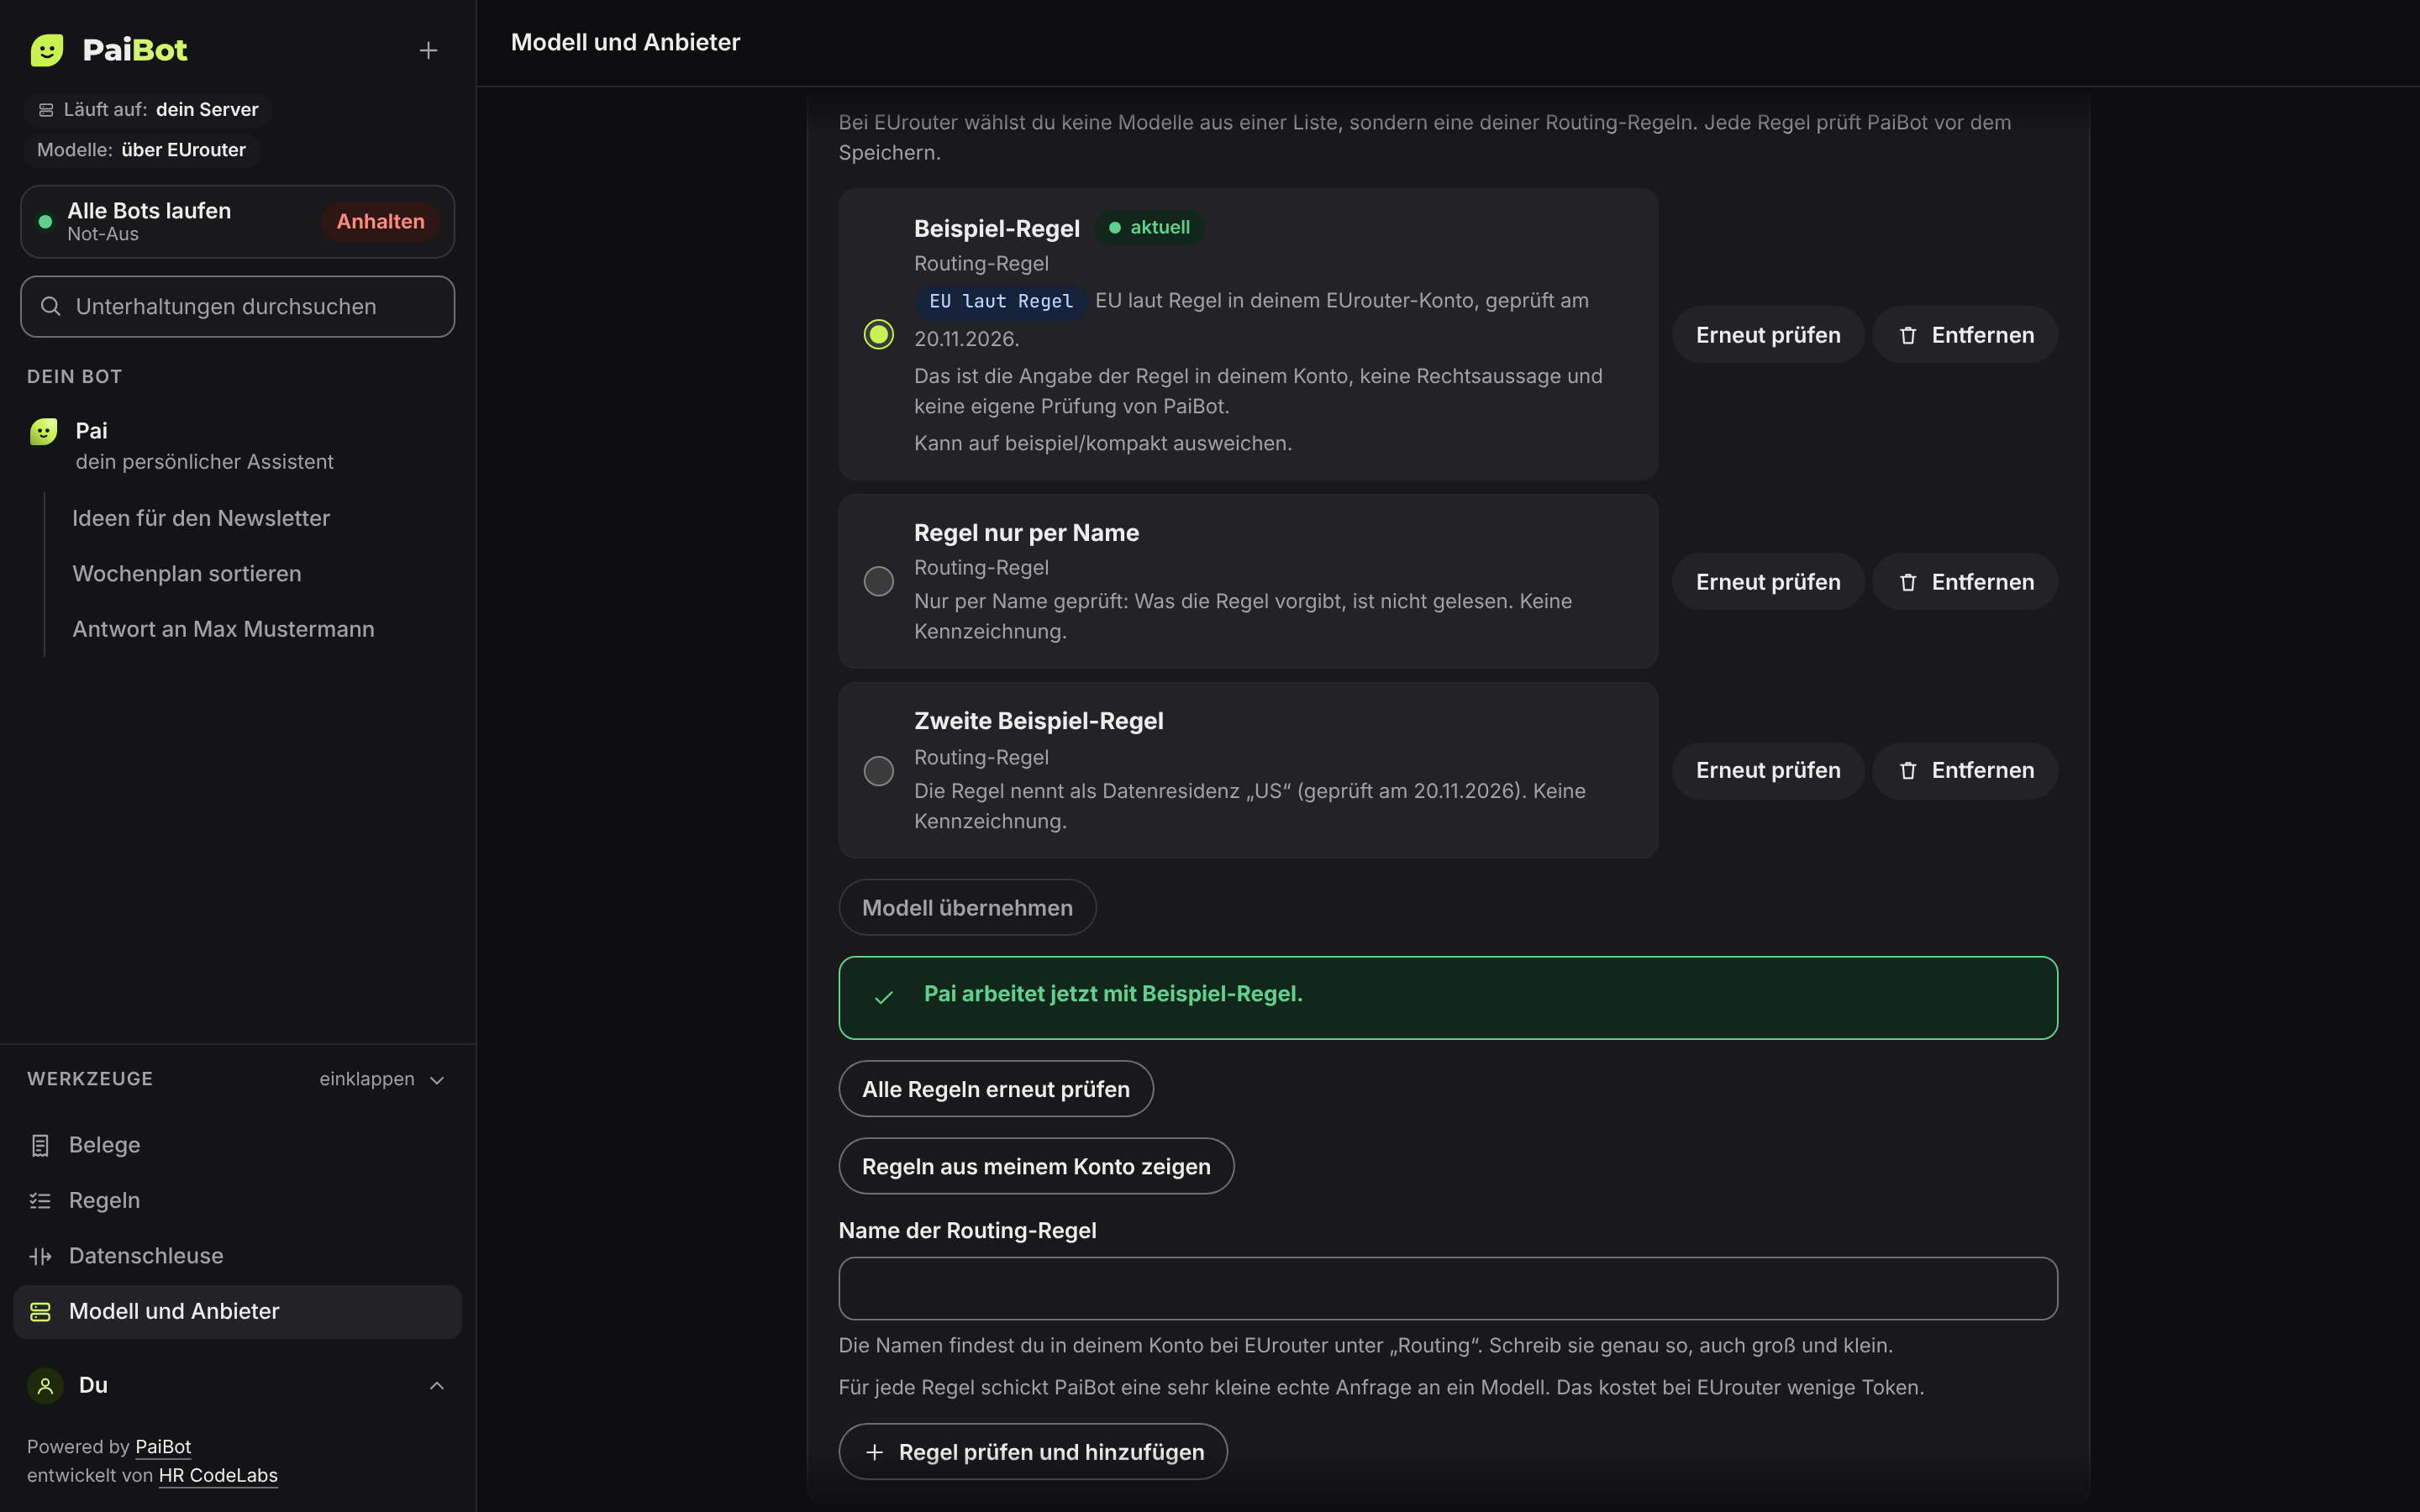 PaiBot
Läuft auf: dein Server
Modelle: über EUrouter
Alle Bots laufen
Not-Aus
Anhalten
Unterhaltungen durchsuchen
DEIN BOT
Pai
dein persönlicher Assistent
Ideen für den Newsletter
Wochenplan sortieren
Antwort an Max Mustermann
WERKZEUGE
einklappen
Belege
Regeln
Datenschleuse
Modell und Anbieter
Du
Powered by PaiBot
entwickelt von HR CodeLabs
Modell und Anbieter
Bei EUrouter wählst du keine Modelle aus einer Liste, sondern eine deiner Routing-Regeln. Jede Regel prüft PaiBot vor dem
Speichern.
Beispiel-Regel aktuell
Routing-Regel
EU laut Regel EU laut Regel in deinem EUrouter-Konto, geprüft am
20.11.2026.
Das ist die Angabe der Regel in deinem Konto, keine Rechtsaussage und
keine eigene Prüfung von PaiBot.
Kann auf beispiel/kompakt ausweichen.
Erneut prüfen
Entfernen
Regel nur per Name
Routing-Regel
Nur per Name geprüft: Was die Regel vorgibt, ist nicht gelesen. Keine
Kennzeichnung.
Erneut prüfen
Entfernen
Zweite Beispiel-Regel
Routing-Regel
Die Regel nennt als Datenresidenz „US“ (geprüft am 20.11.2026). Keine
Kennzeichnung.
Erneut prüfen
Entfernen
Modell übernehmen
Pai arbeitet jetzt mit Beispiel-Regel.
Alle Regeln erneut prüfen
Regeln aus meinem Konto zeigen
Name der Routing-Regel
Die Namen findest du in deinem Konto bei EUrouter unter „Routing“. Schreib sie genau so, auch groß und klein.
Für jede Regel schickt PaiBot eine sehr kleine echte Anfrage an ein Modell. Das kostet bei EUrouter wenige Token.
Regel prüfen und hinzufügen